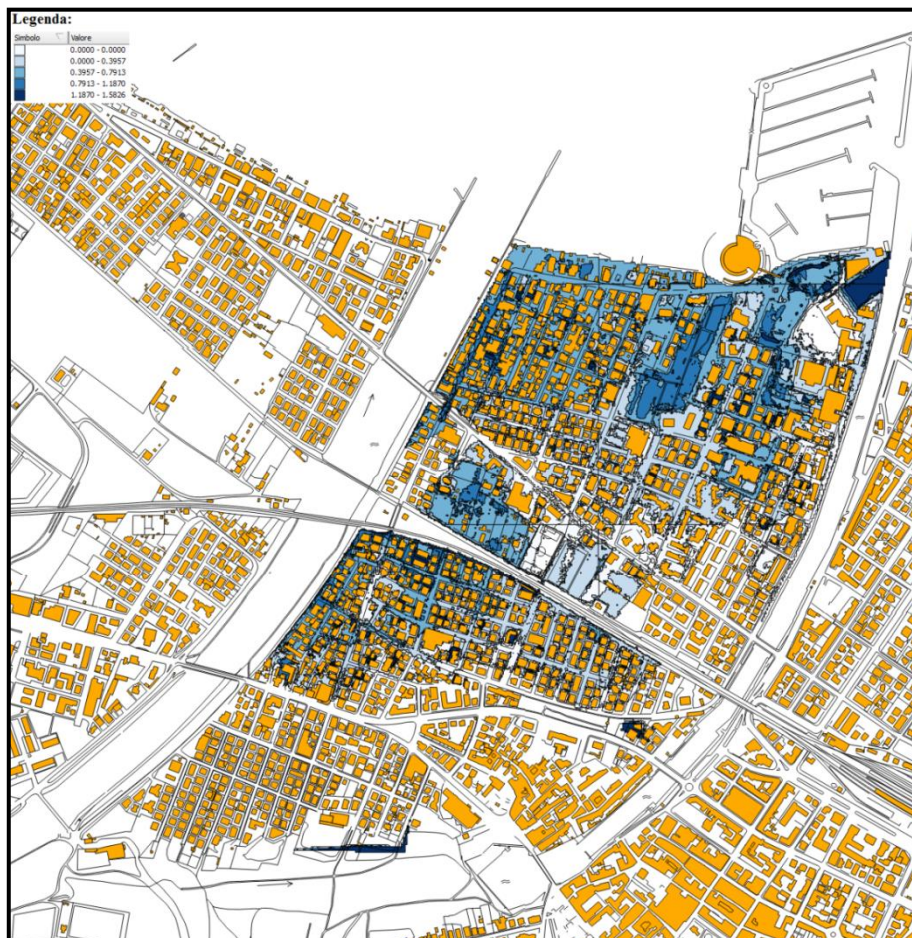 Legenda:
Simbolo Valore
0.0000 - 0.0000
0.0000 - 0.3957
0.3957 - 0.7913
0.7913 - 1.1870
1.1870 - 1.5826